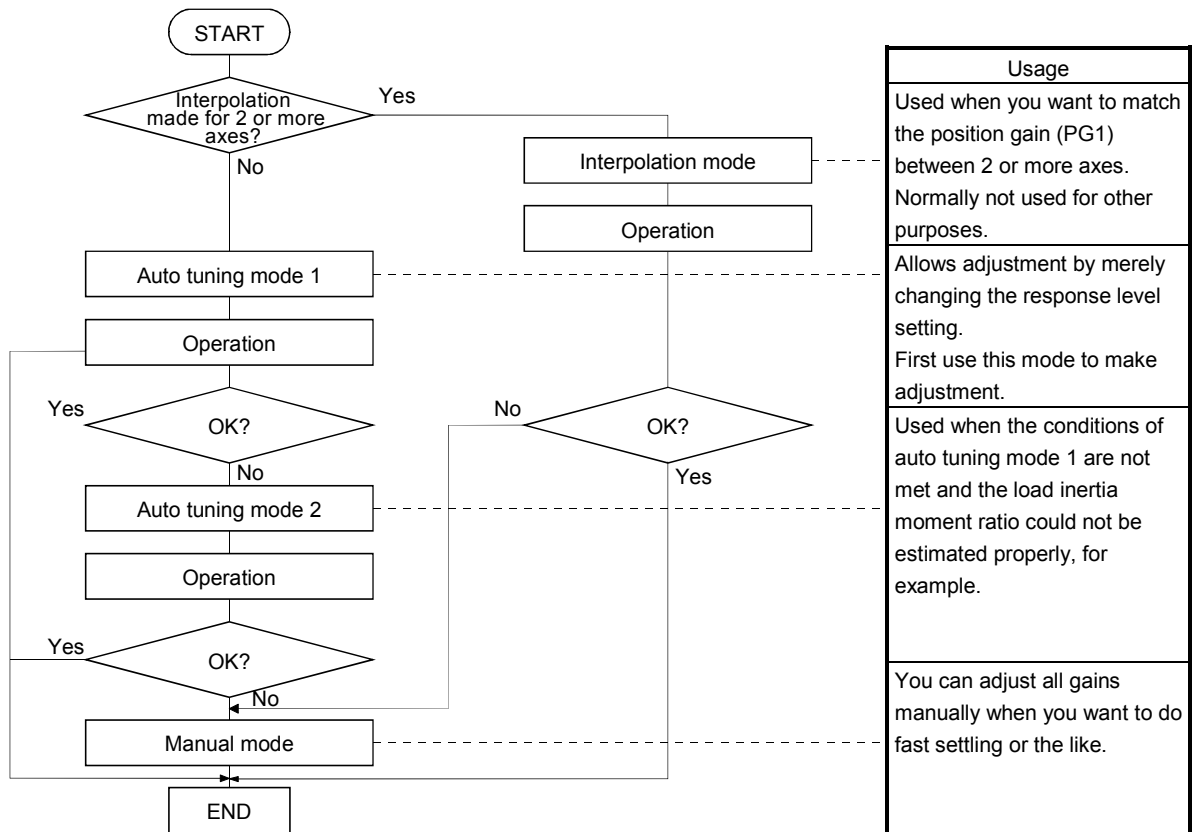 START
Interpolation
made for 2 or more
axes?
Yes
No
Interpolation mode
Operation
Auto tuning mode 1
Operation
Yes
OK?
No
No
OK?
Yes
Auto tuning mode 2
Operation
Yes
OK?
No
Manual mode
END
Usage
Used when you want to match
the position gain (PG1)
between 2 or more axes.
Normally not used for other
purposes.
Allows adjustment by merely
changing the response level
setting.
First use this mode to make
adjustment.
Used when the conditions of
auto tuning mode 1 are not
met and the load inertia
moment ratio could not be
estimated properly, for
example.
You can adjust all gains
manually when you want to do
fast settling or the like.